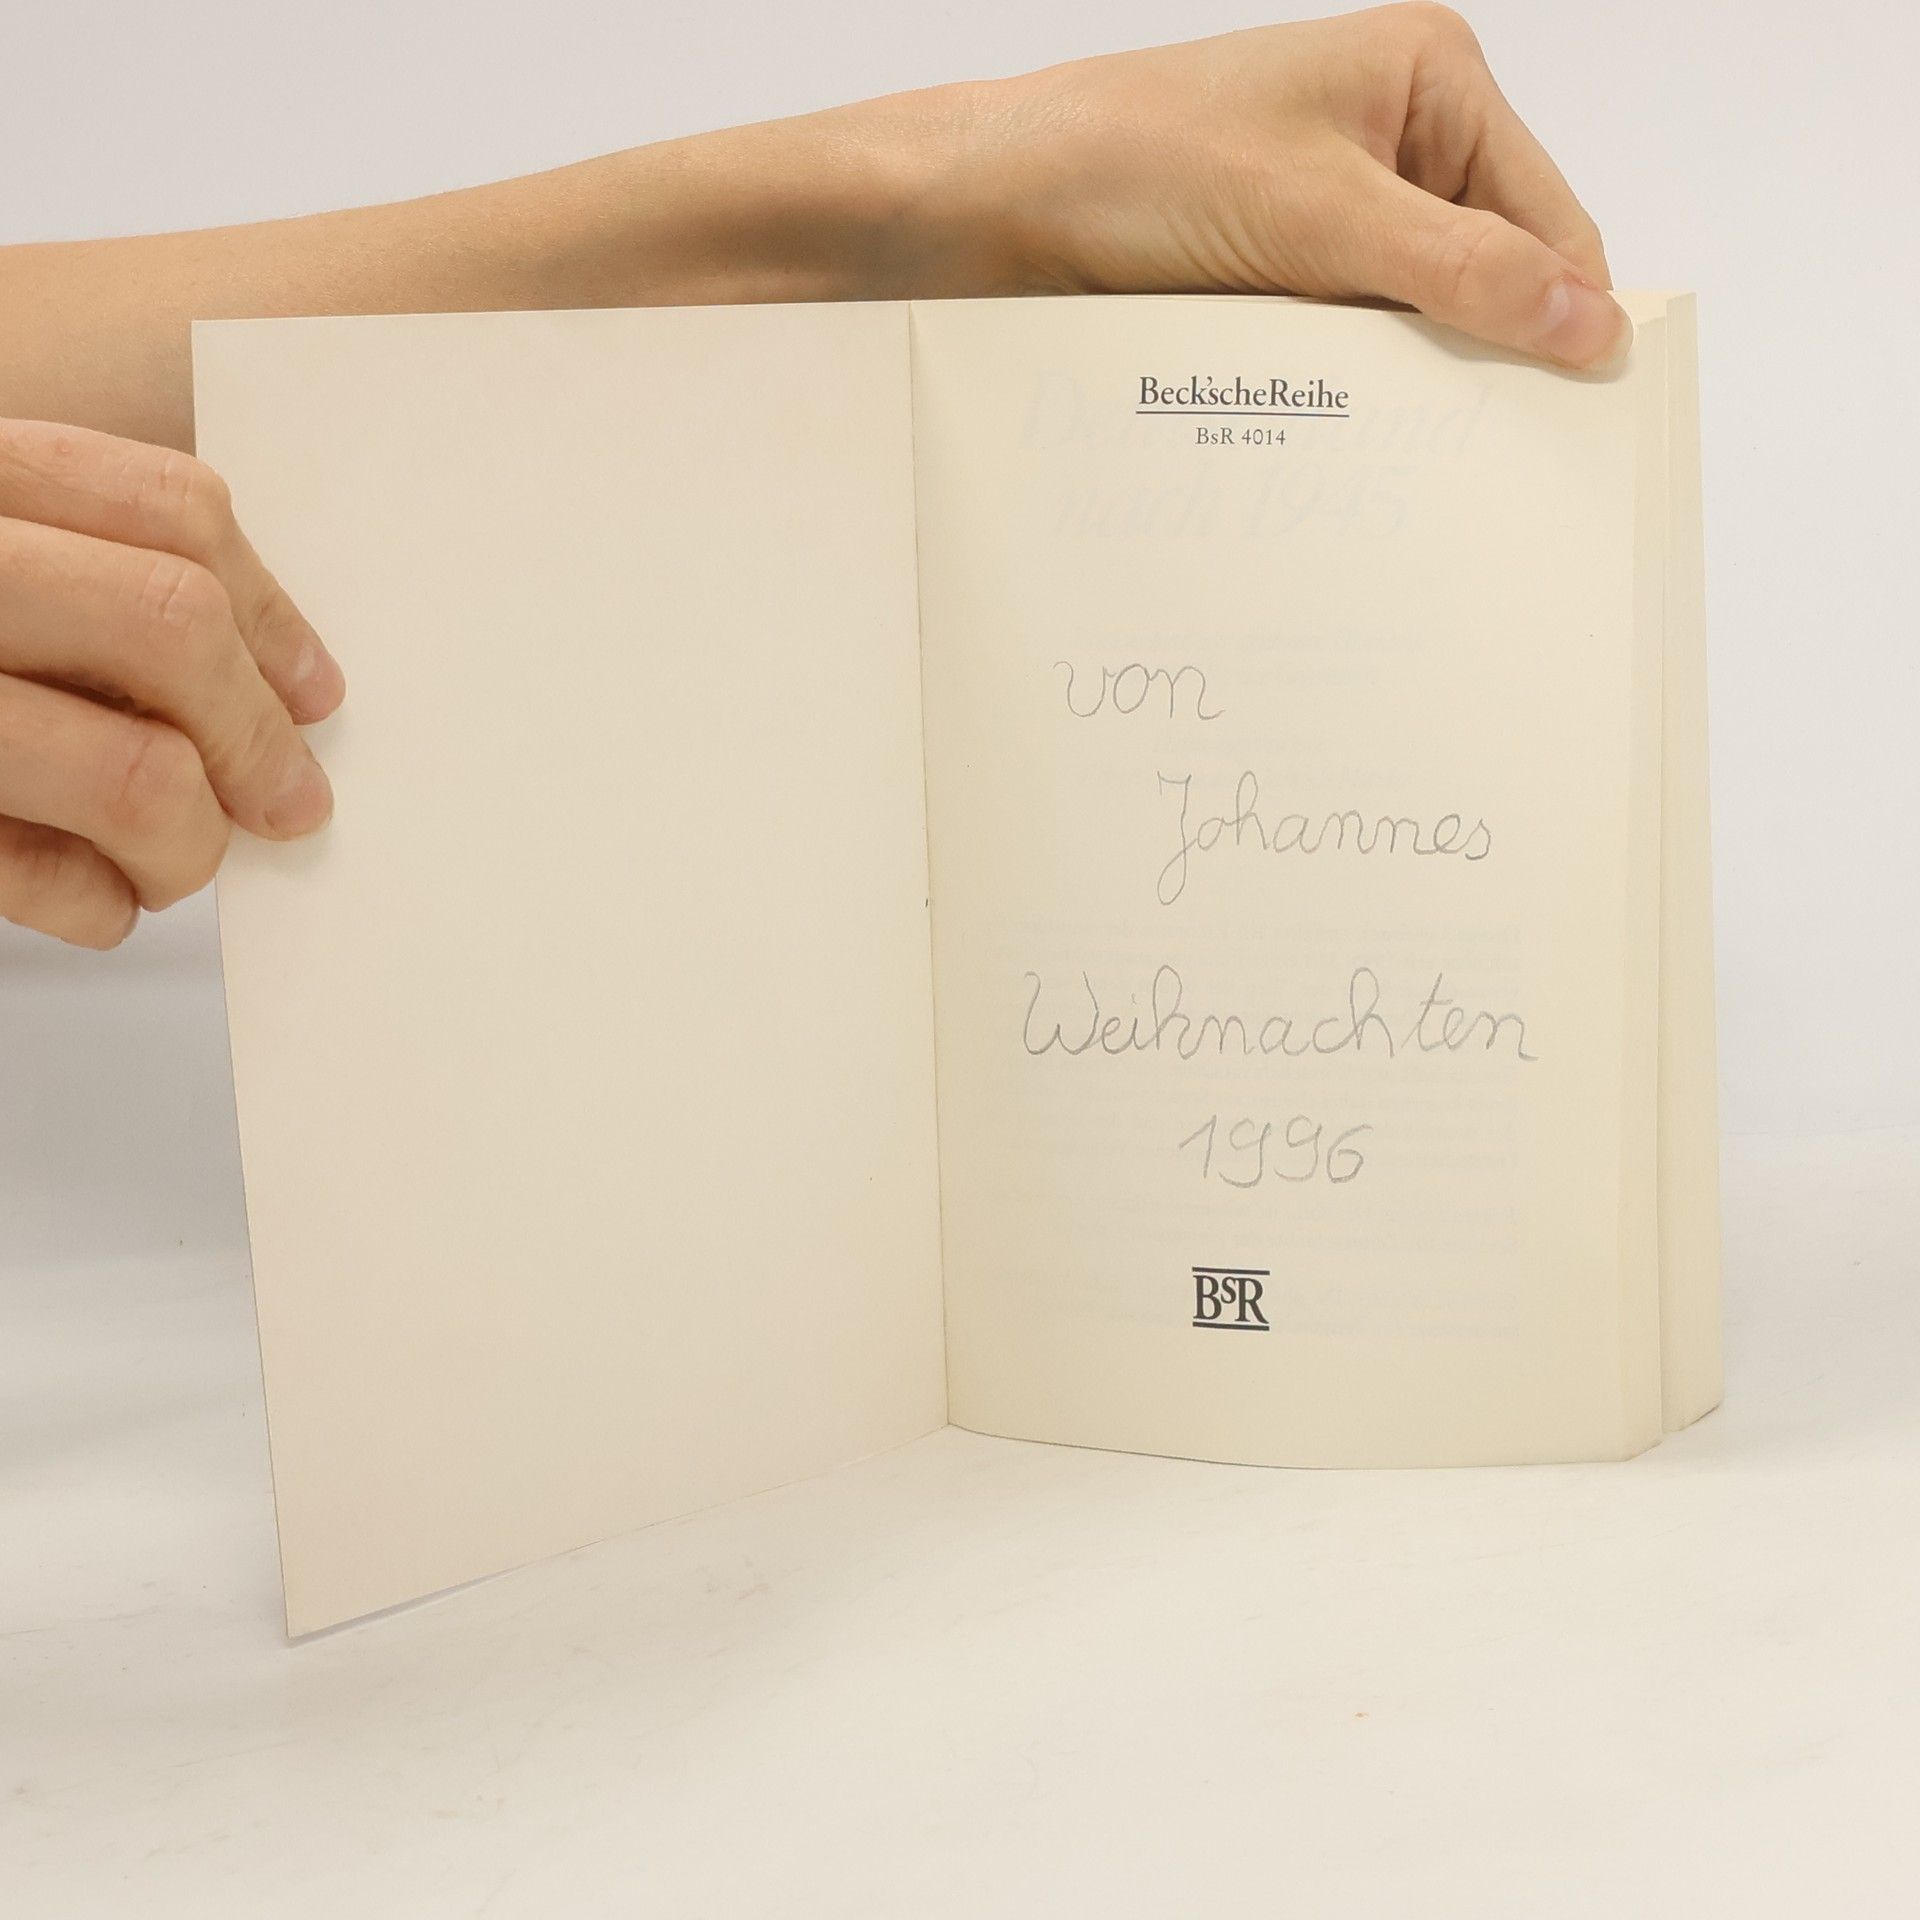 Beck'scheReihe
BsR 4014
von
Johannes
Weihnachten
1996
BsR